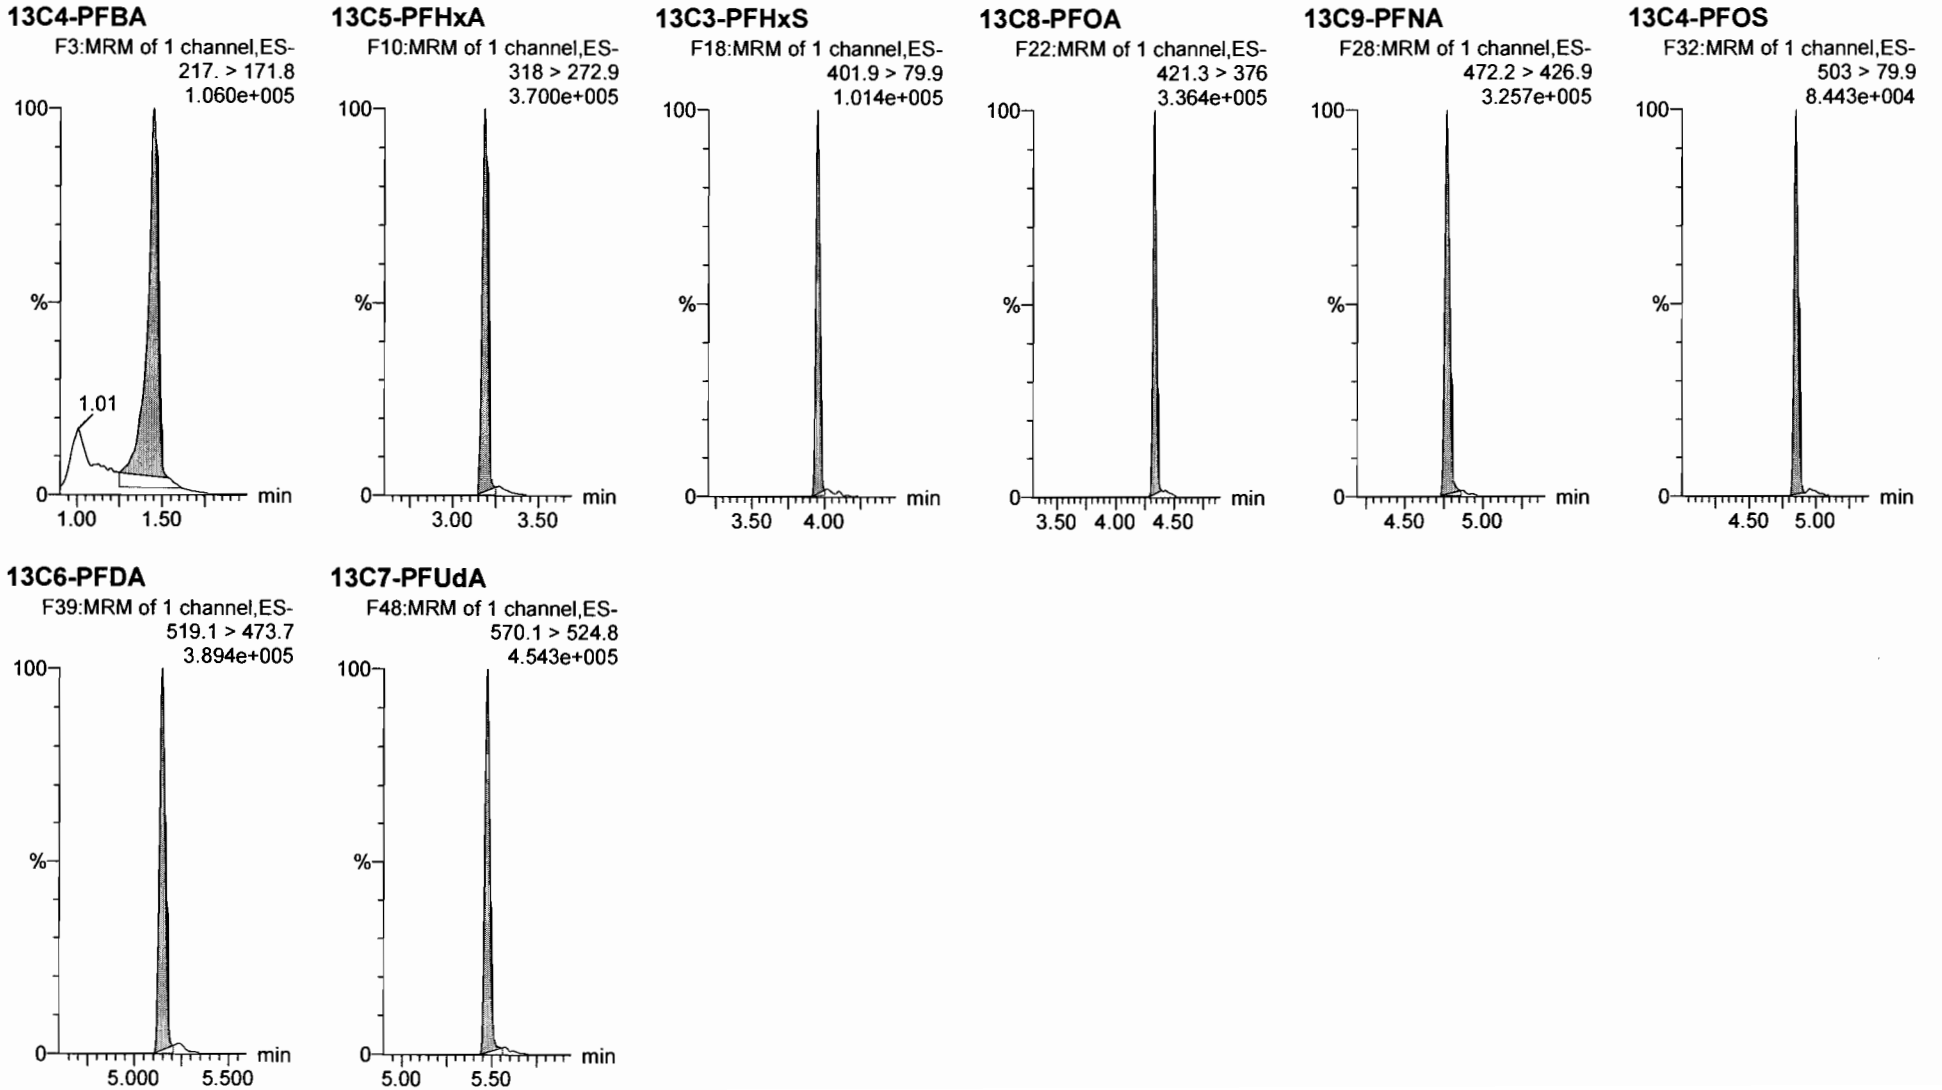 13C4-PFBA
F3:MRM of 1 channel,ES-
217. > 171.8
1.060e+005
100
%
1.01
0
min
1.00 1.50
13C5-PFHxA
F10:MRM of 1 channel,ES-
318 > 272.9
3.700e+005
100
%
0
min
3.00 3.50
13C3-PFHxS
F18:MRM of 1 channel,ES-
401.9 > 79.9
1.014e+005
100
%
0
min
3.50 4.00
13C8-PFOA
F22:MRM of 1 channel,ES-
421.3 > 376
3.364e+005
100
%
0
min
3.50 4.00 4.50
13C9-PFNA
F28:MRM of 1 channel,ES-
472.2 > 426.9
3.257e+005
100
%
0
min
4.50 5.00
13C4-PFOS
F32:MRM of 1 channel,ES-
503 > 79.9
8.443e+004
100
%
0
min
4.50 5.00
13C6-PFDA
F39:MRM of 1 channel,ES-
519.1 > 473.7
3.894e+005
100
%
0
min
5.000 5.500
13C7-PFUdA
F48:MRM of 1 channel,ES-
570.1 > 524.8
4.543e+005
100
%
0
min
5.00 5.50